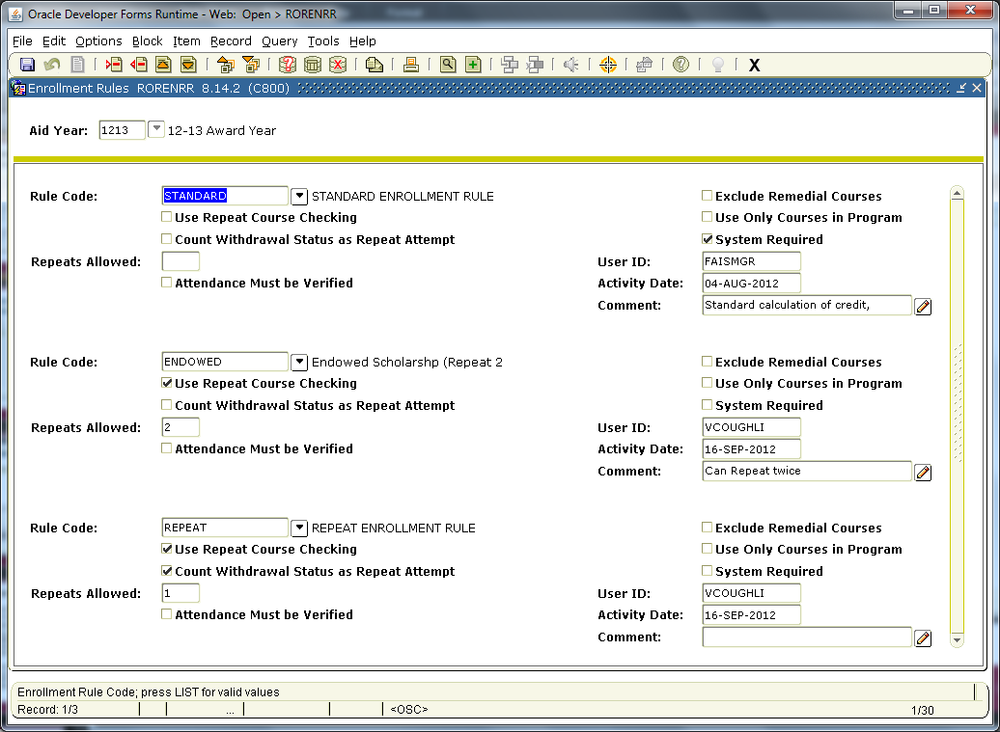 Oracle Developer Forms Runtime - Web: Open > RORENRR
File Edit Options Block Item Record Query Tools Help
X
Enrollment Rules RORENRR 8.14.2 (C800)
Aid Year: 1213 12-13 Award Year
Rule Code: STANDARD STANDARD ENROLLMENT RULE Exclude Remedial Courses
Use Repeat Course Checking Use Only Courses in Program
Count Withdrawal Status as Repeat Attempt System Required
Repeats Allowed: User ID: FAISMGR
Attendance Must be Verified Activity Date: 04-AUG-2012
Comment: Standard calculation of credit,
Rule Code: ENDOWED Endowed Scholarshp (Repeat 2 Exclude Remedial Courses
Use Repeat Course Checking Use Only Courses in Program
Count Withdrawal Status as Repeat Attempt System Required
Repeats Allowed: 2 User ID: VCOUGHLI
Attendance Must be Verified Activity Date: 16-SEP-2012
Comment: Can Repeat twice
Rule Code: REPEAT REPEAT ENROLLMENT RULE Exclude Remedial Courses
Use Repeat Course Checking Use Only Courses in Program
Count Withdrawal Status as Repeat Attempt System Required
Repeats Allowed: 1 User ID: VCOUGHLI
Attendance Must be Verified Activity Date: 16-SEP-2012
Comment:
Enrollment Rule Code; press LIST for valid values
Record: 1/3 ... <OSC> 1/30